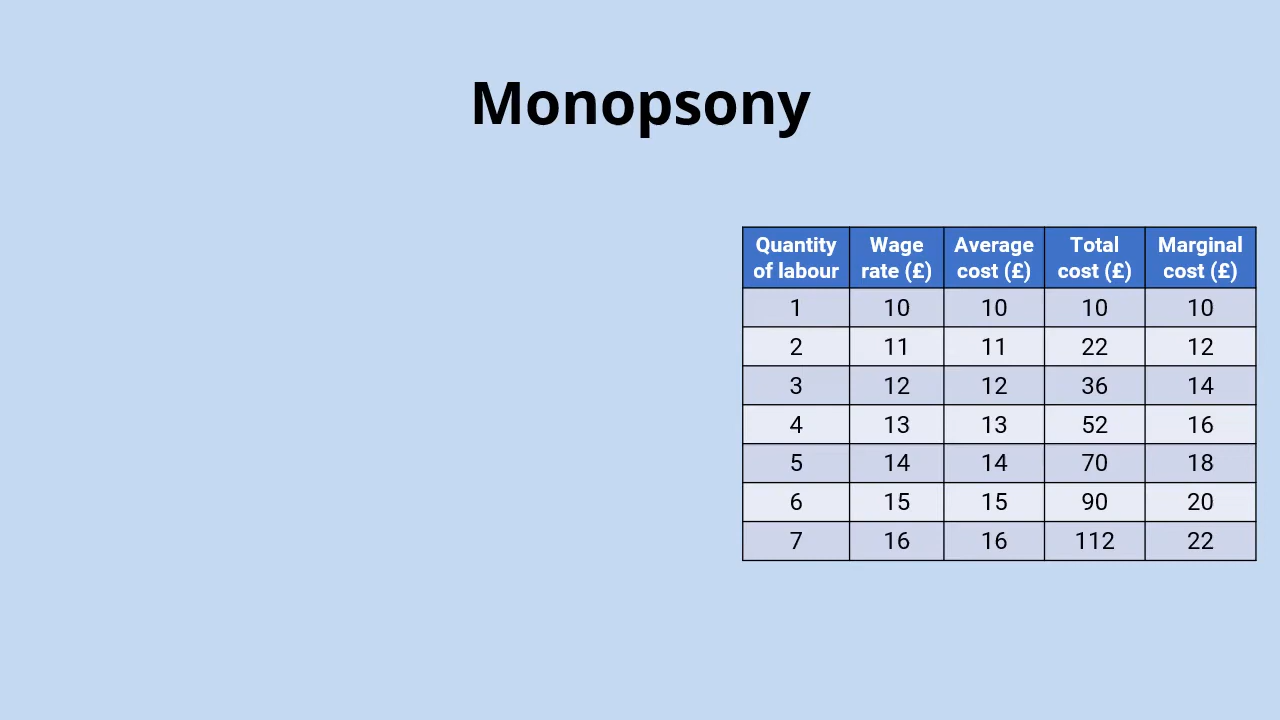 Monopsony
Quantity of labour Wage rate (£) Average cost (£) Total cost (£) Marginal cost (£)
1 10 10 10 10
2 11 11 22 12
3 12 12 36 14
4 13 13 52 16
5 14 14 70 18
6 15 15 90 20
7 16 16 112 22